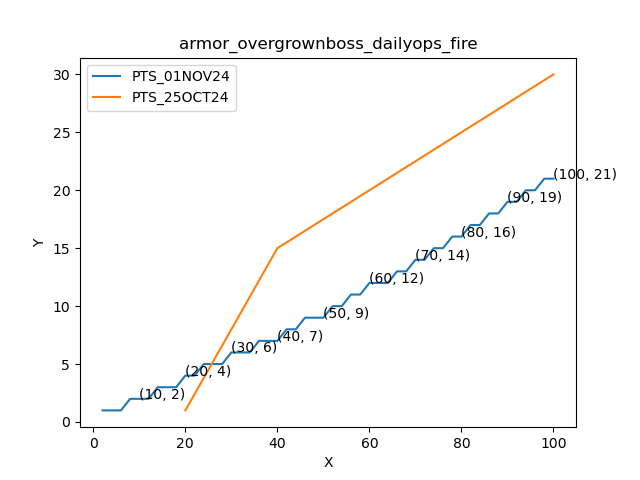 armor_overgrownboss_dailyops_fire
PTS_01NOV24
PTS_25OCT24
30
25
20
15
10
5
0
Y
(100, 21)
(90, 19)
(80, 16)
(70, 14)
(60, 12)
(50, 9)
(40, 7)
(30, 6)
(20, 4)
(10, 2)
0 20 40 60 80 100
X